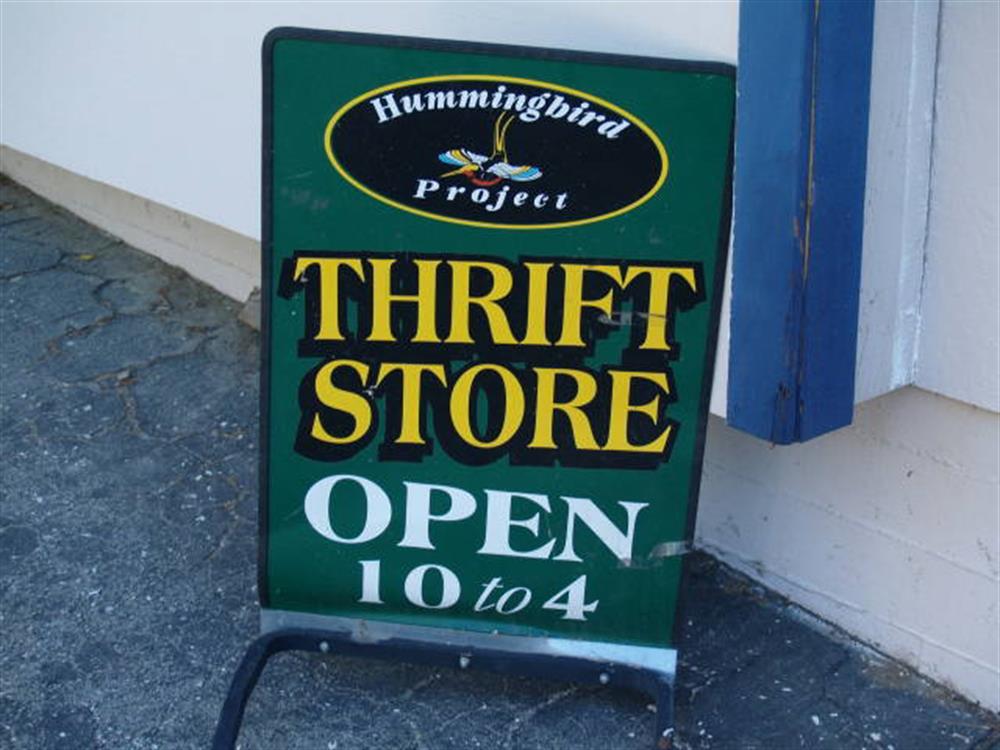 Hummingbird
Project
THRIFT
STORE
OPEN
10 to 4